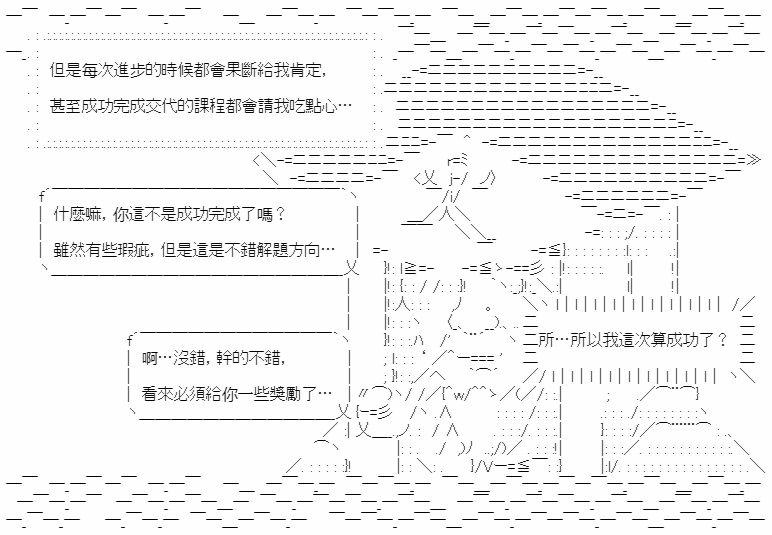 但是每次進步的時候都會果斷給我肯定,
甚至成功完成交代的課程都會請我吃點心…
什麼嘛, 你這不是成功完成了嗎？
雖然有些瑕疵, 但是這是不錯解題方向…
所…所以我這次算成功了？
啊…沒錯, 幹的不錯,
看來必須給你一些獎勵了…